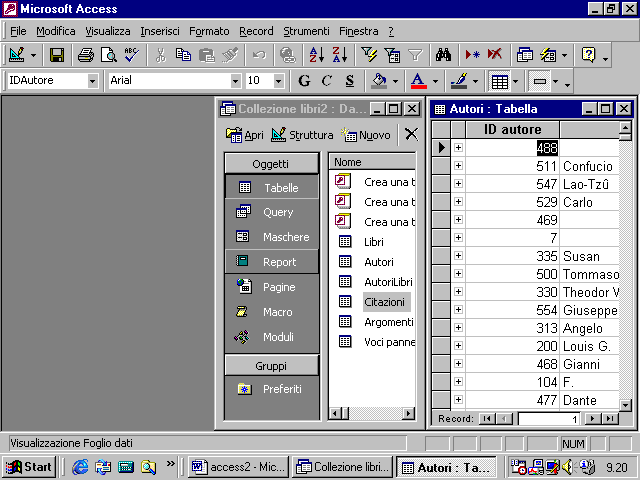 Microsoft Access
File Modifica Visualizza Inserisci Formato Record Strumenti Finestra ?
IDAutore Arial 10 G C S
Collezione libri2 : Da...
Apri Struttura Nuovo
Oggetti
Tabelle
Query
Maschere
Report
Pagine
Macro
Moduli
Gruppi
Preferiti
Nome
Crea una t
Crea una t
Crea una t
Libri
Autori
AutoriLibri
Citazioni
Argomenti
Voci panne
Autori : Tabella
ID autore
488
511 Confucio
547 Lao-Tzû
529 Carlo
469
7
335 Susan
500 Tommaso
330 Theodor V
554 Giuseppe
313 Angelo
200 Louis G.
468 Gianni
104 F.
477 Dante
Record: 1
Visualizzazione Foglio dati NUM
Start » access2 - Mic... Collezione libri... Autori : Ta... 9.20